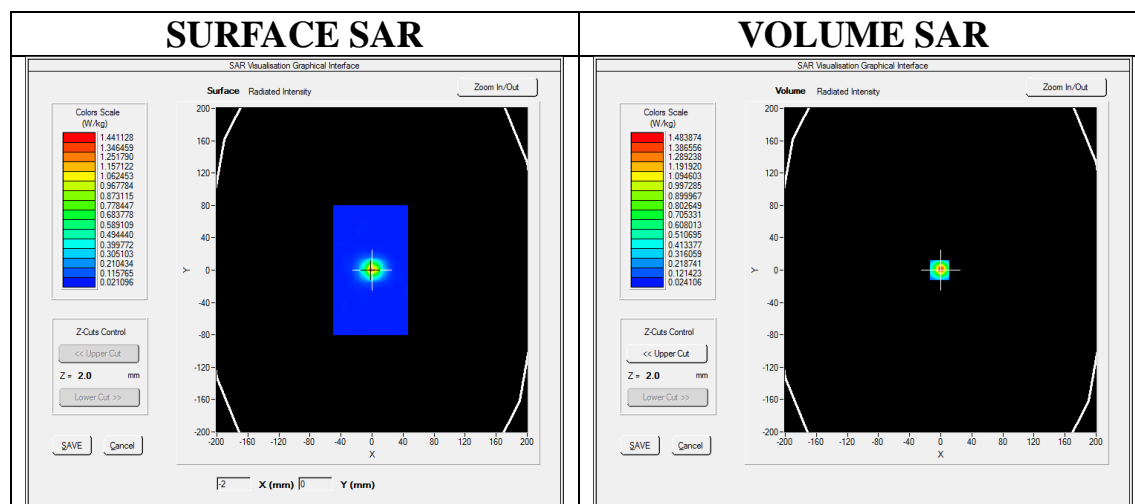 SURFACE SAR
VOLUME SAR
SAR Visualisation Graphical Interface
Surface Radiated Intensity
Zoom In/Out
Colors Scale
(W/kg)
1.441128
1.346459
1.251790
1.157122
1.062453
0.967784
0.873115
0.778447
0.683778
0.589109
0.494440
0.399772
0.305103
0.210434
0.115765
0.021096
200
160
120
80
40
0
-40
-80
-120
-160
-200
Y
-200 -160 -120 -80 -40 0 40 80 120 160 200
X
Z-Cuts Control
<< Upper Cut
Z = 2.0 mm
Lower Cut >>
SAVE Cancel
-2 X (mm) 0 Y (mm)
SAR Visualisation Graphical Interface
Volume Radiated Intensity
Zoom In/Out
Colors Scale
(W/kg)
1.483874
1.386556
1.289238
1.191920
1.094603
0.997285
0.899967
0.802649
0.705331
0.608013
0.510695
0.413377
0.316059
0.218741
0.121423
0.024106
200
160
120
80
40
0
-40
-80
-120
-160
-200
Y
-200 -160 -120 -80 -40 0 40 80 120 160 200
X
Z-Cuts Control
<< Upper Cut
Z = 2.0 mm
Lower Cut >>
SAVE Cancel